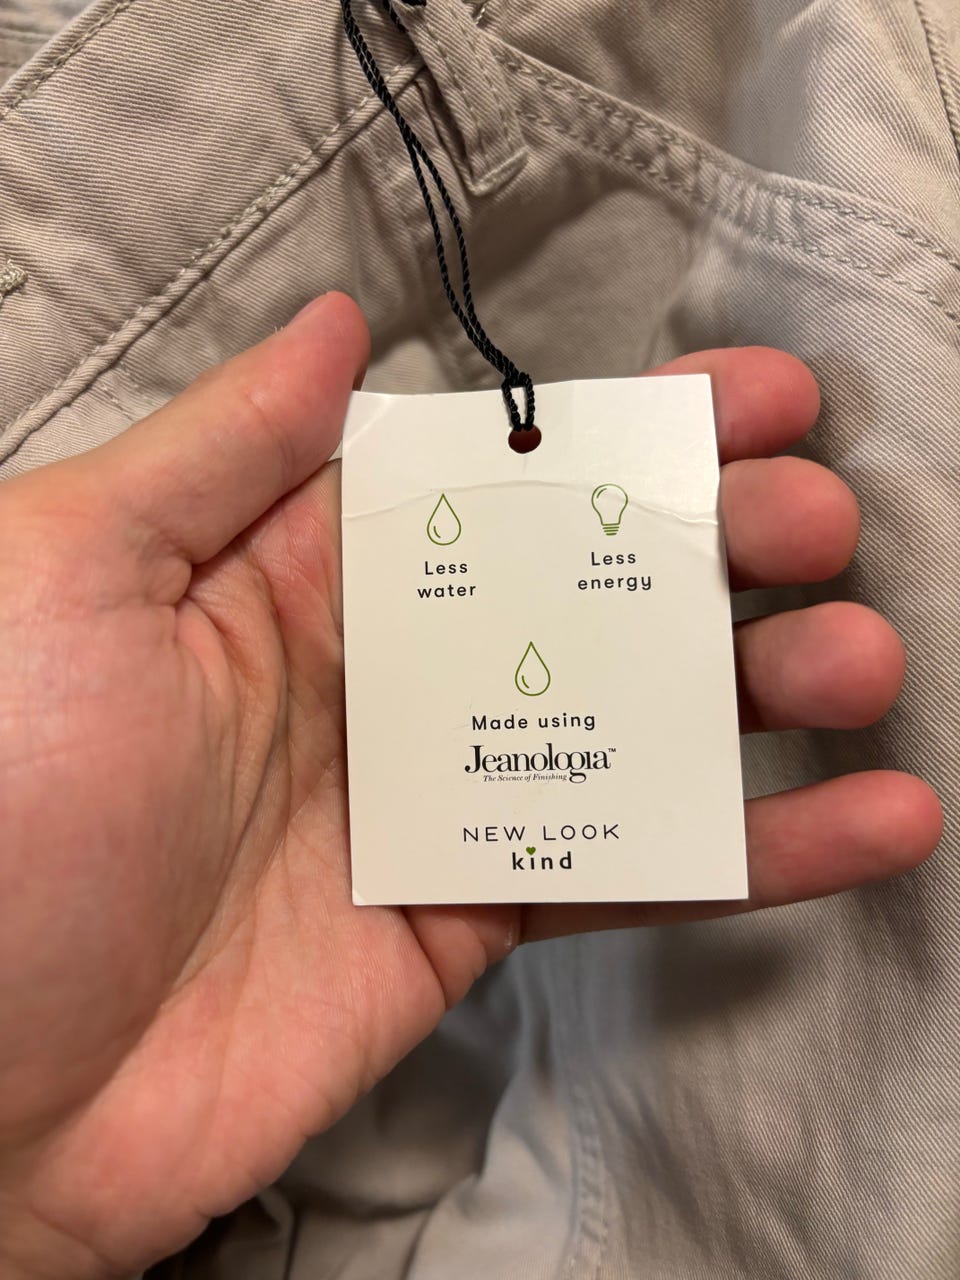 Less
water
Less
energy
Made using
Jeanologia™
The Science of Finishing
NEW LOOK
kind